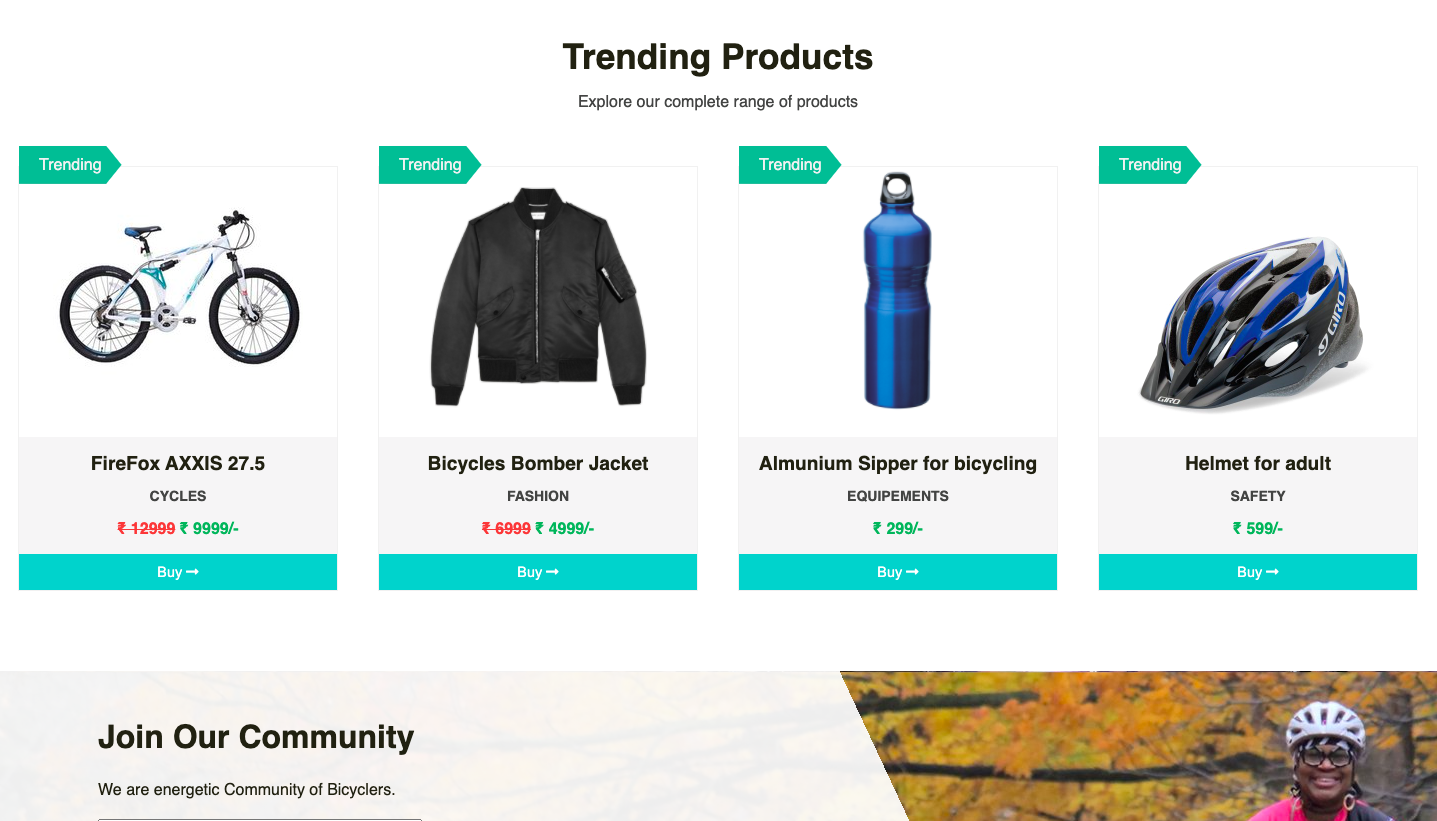 Trending Products
Explore our complete range of products
Trending
Trending
Trending
Trending
GIRO
GIRO
FireFox AXXIS 27.5
Bicycles Bomber Jacket
Almunium Sipper for bicycling
Helmet for adult
CYCLES
FASHION
EQUIPEMENTS
SAFETY
₹ 12999 ₹ 9999/-
₹ 6999 ₹ 4999/-
₹ 299/-
₹ 599/-
Buy
Buy
Buy
Buy
Join Our Community
We are energetic Community of Bicyclers.